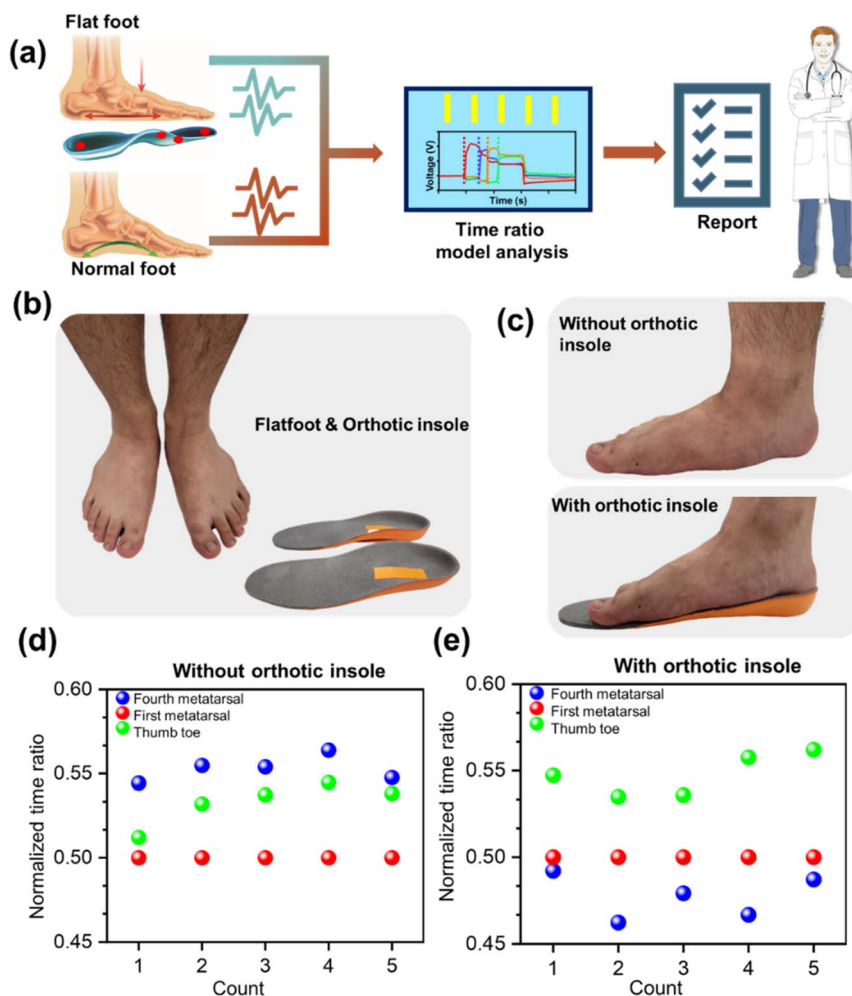 Flat foot
(a)
Normal foot
Voltage (V)
Time (s)
Time ratio
model analysis
Report
(b)
Flatfoot & Orthotic insole
(c)
Without orthotic
insole
With orthotic insole
(d)
Without orthotic insole
Fourth metatarsal
First metatarsal
Thumb toe
Normalized time ratio
0.60
0.55
0.50
0.45
1 2 3 4 5
Count
(e)
With orthotic insole
Fourth metatarsal
First metatarsal
Thumb toe
Normalized time ratio
0.60
0.55
0.50
0.45
1 2 3 4 5
Count